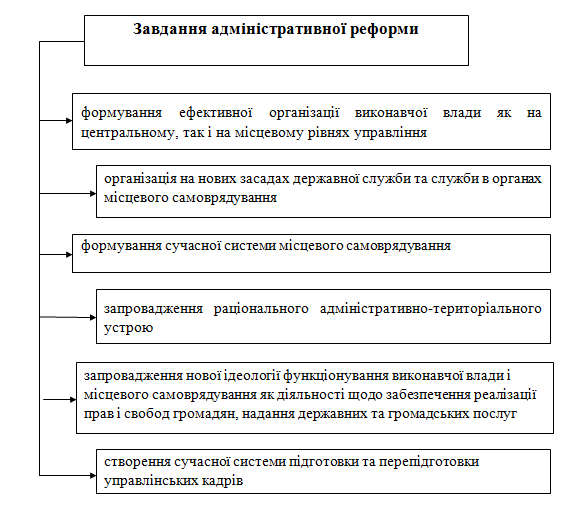 Завдання адміністративної реформи
формування ефективної організації виконавчої влади як на
центральному, так і на місцевому рівнях управління
організація на нових засадах державної служби та служби в органах
місцевого самоврядування
формування сучасної системи місцевого самоврядування
запровадження раціонального адміністративно-територіального
устрою
запровадження нової ідеології функціонування виконавчої влади і
місцевого самоврядування як діяльності щодо забезпечення реалізації
прав і свобод громадян, надання державних та громадських послуг
створення сучасної системи підготовки та перепідготовки
управлінських кадрів